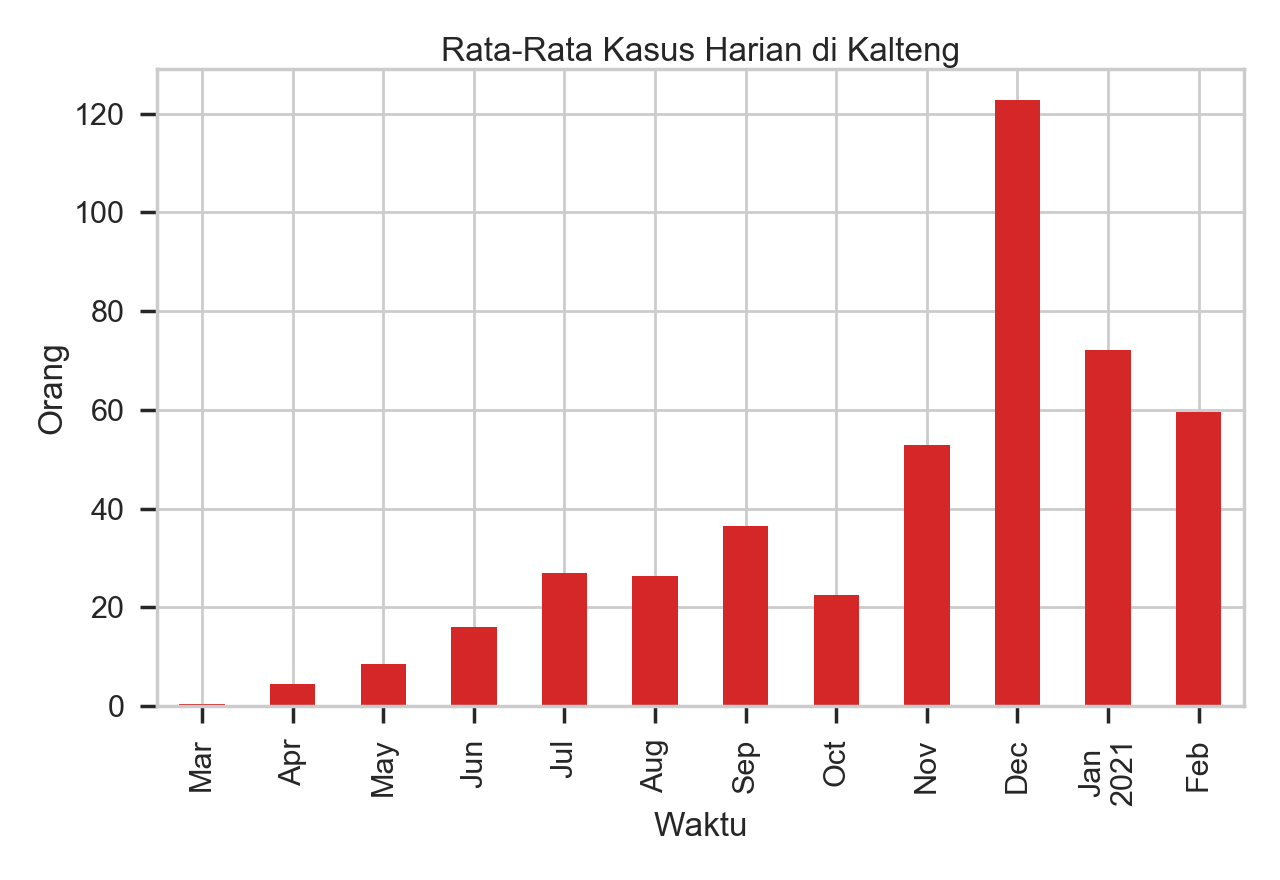 Rata-Rata Kasus Harian di Kalteng
120
100
80
60
40
20
0
Orang
Mar
Apr
May
Jun
Jul
Aug
Sep
Oct
Nov
Dec
Jan
2021
Feb
Waktu